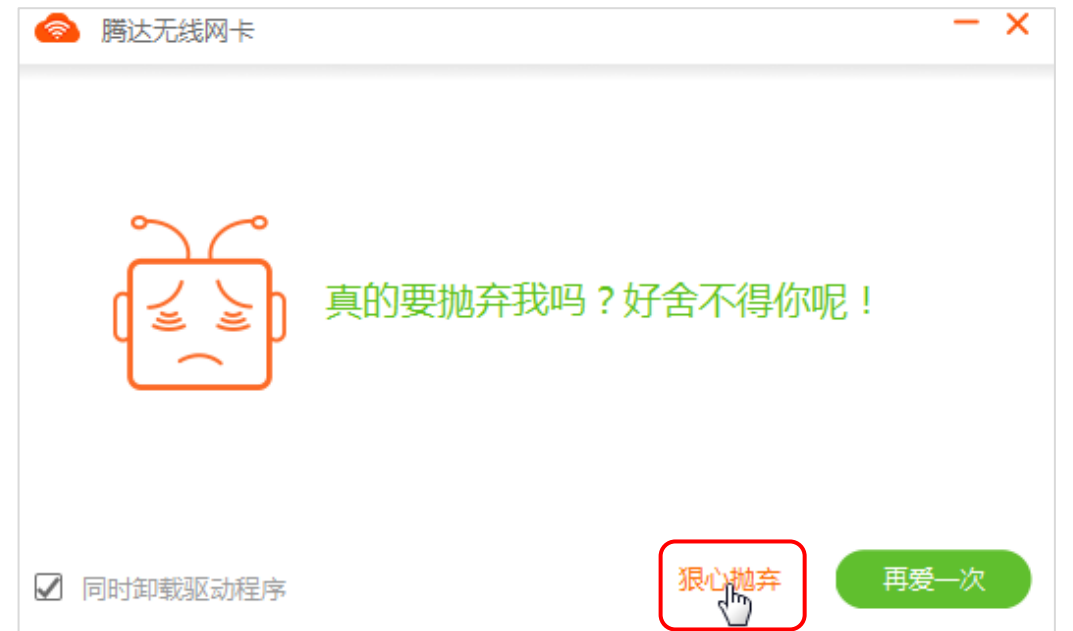 腾达无线网卡
真的要抛弃我吗？好舍不得你呢！
同时卸载驱动程序
狠心抛弃
再爱一次